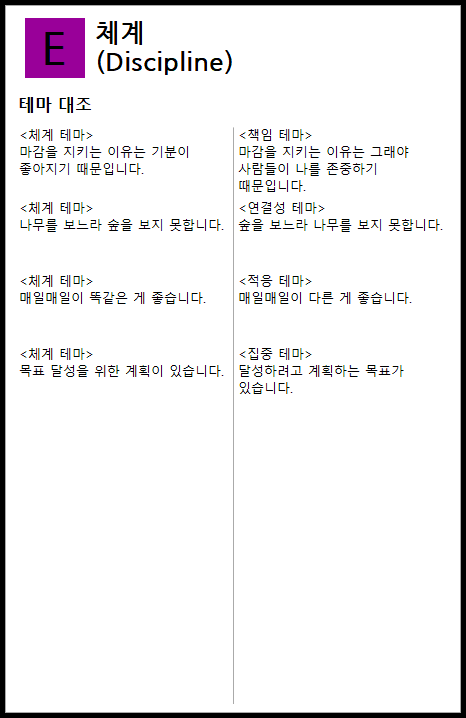 E
체계
(Discipline)
테마 대조
<체계 테마>
마감을 지키는 이유는 기분이
좋아지기 때문입니다.
<책임 테마>
마감을 지키는 이유는 그래야
사람들이 나를 존중하기
때문입니다.
<체계 테마>
나무를 보느라 숲을 보지 못합니다.
<연결성 테마>
숲을 보느라 나무를 보지 못합니다.
<체계 테마>
매일매일이 똑같은 게 좋습니다.
<적응 테마>
매일매일이 다른 게 좋습니다.
<체계 테마>
목표 달성을 위한 계획이 있습니다.
<집중 테마>
달성하려고 계획하는 목표가
있습니다.